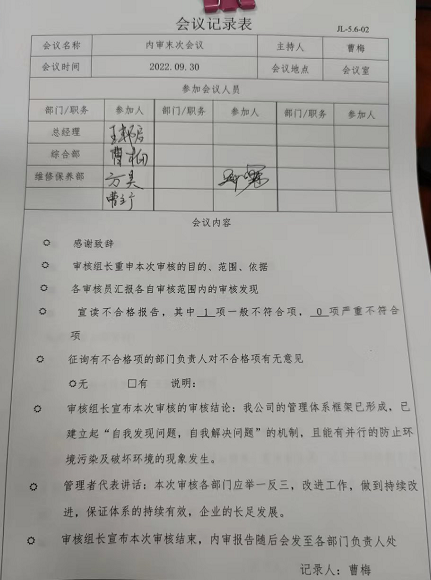 会议记录表
JL-5.6-02
会议名称 内审末次会议 主持人 曹梅
会议时间 2022.09.30 会议地点 会议室
参加会议人员
部门/职务 参加人 部门/职务 参加人 部门/职务 参加人
总经理
综合部
维修保养部
会议内容
感谢致辞
审核组长重申本次审核的目的、范围、依据
各审核员汇报各自审核范围内的审核发现
宣读不合格报告，其中 1 项一般不符合项， 0 项严重不符合
项
征询有不合格项的部门负责人对不合格项有无意见
○无 □有 说明：
审核组长宣布本次审核的审核结论：我公司的管理体系框架已形成，已
建立起“自我发现问题，自我解决问题”的机制，且能有并行的防止环
境污染及破坏环境的现象发生。
管理者代表讲话：本次审核各部门应举一反三，改进工作，做到持续改
进，保证体系的持续有效，企业的长足发展。
审核组长宣布本次审核结束，内审报告随后会发至各部门负责人处
记录人：曹梅